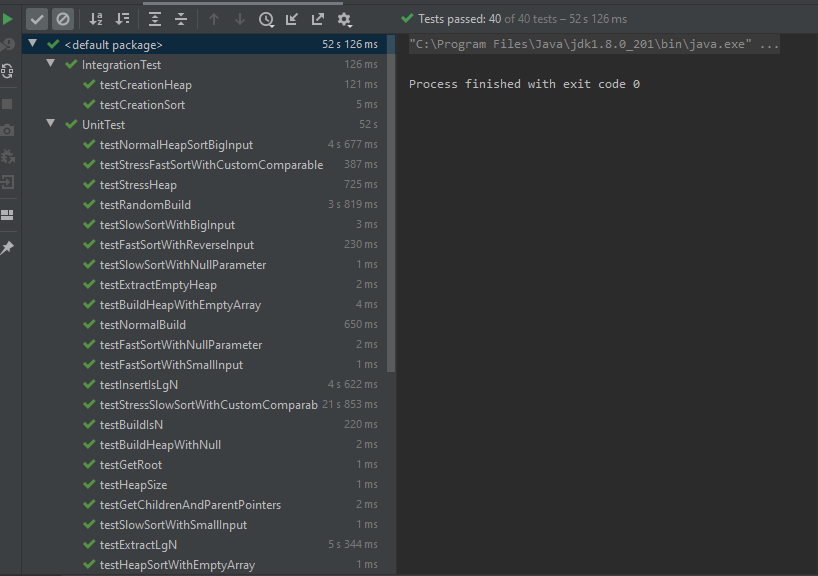 Tests passed: 40 of 40 tests – 52 s 126 ms
<default package> 52 s 126 ms
IntegrationTest 126 ms
testCreationHeap 121 ms
testCreationSort 5 ms
UnitTest 52 s
testNormalHeapSortBigInput 4 s 677 ms
testStressFastSortWithCustomComparable 387 ms
testStressHeap 725 ms
testRandomBuild 3 s 819 ms
testSlowSortWithBigInput 3 ms
testFastSortWithReverseInput 230 ms
testSlowSortWithNullParameter 1 ms
testExtractEmptyHeap 2 ms
testBuildHeapWithEmptyArray 4 ms
testNormalBuild 650 ms
testFastSortWithNullParameter 2 ms
testFastSortWithSmallInput 1 ms
testInsertIsLgN 4 s 622 ms
testStressSlowSortWithCustomComparab 21 s 853 ms
testBuildIsN 220 ms
testBuildHeapWithNull 2 ms
testGetRoot 1 ms
testHeapSize 1 ms
testGetChildrenAndParentPointers 2 ms
testSlowSortWithSmallInput 1 ms
testExtractLgN 5 s 344 ms
testHeapSortWithEmptyArray 1 ms
"C:\Program Files\Java\jdk1.8.0_201\bin\java.exe" ...
Process finished with exit code 0